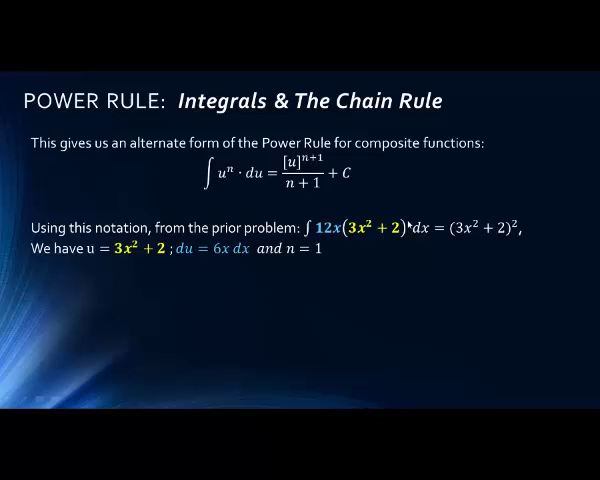 POWER RULE: Integrals & The Chain Rule
This gives us an alternate form of the Power Rule for composite functions:
∫ uⁿ · du = [u]ⁿ⁺¹ / n + 1 + C
Using this notation, from the prior problem: ∫ 12x(3x² + 2) dx = (3x² + 2)²,
We have u = 3x² + 2 ; du = 6x dx and n = 1